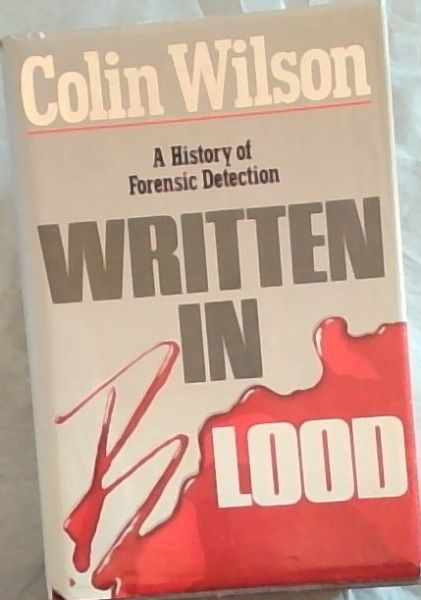 Colin Wilson
A History of
Forensic Detection
WRITTEN
IN
BLOOD